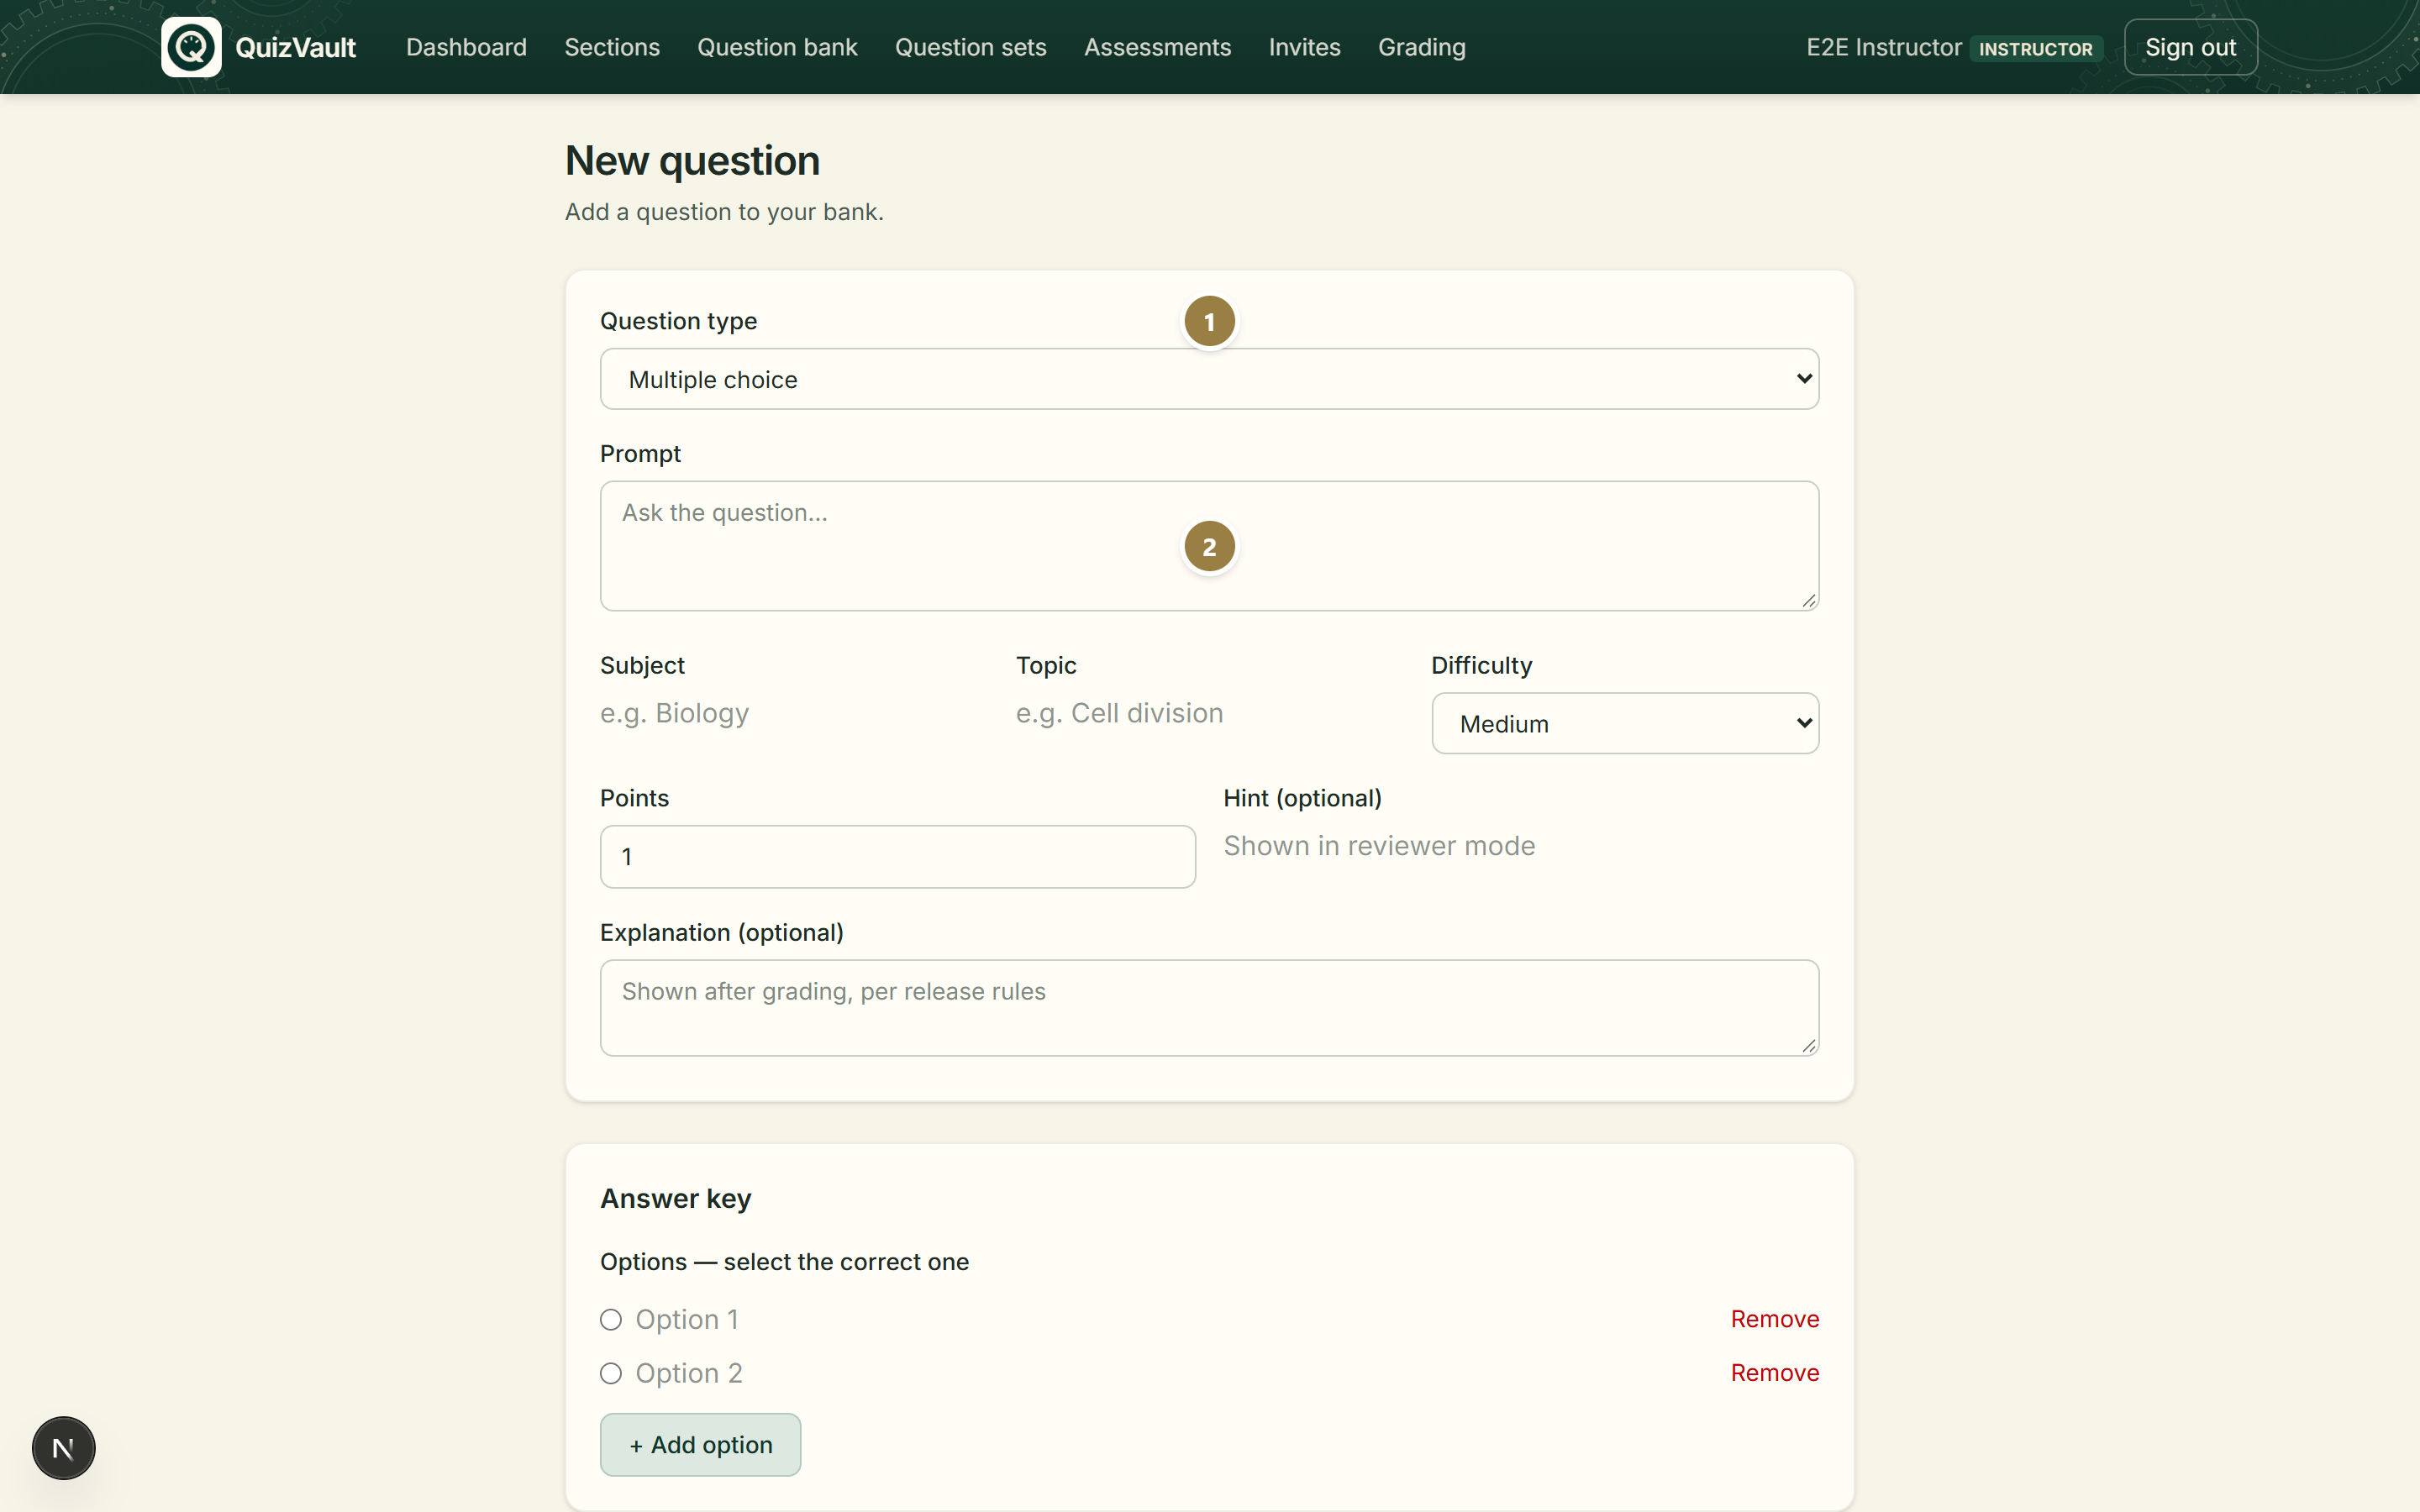 QuizVault Dashboard Sections Question bank Question sets Assessments Invites Grading E2E Instructor INSTRUCTOR Sign out
New question
Add a question to your bank.
Question type
1
Multiple choice
Prompt
Ask the question...
2
Subject Topic Difficulty
e.g. Biology e.g. Cell division Medium
Points Hint (optional)
1 Shown in reviewer mode
Explanation (optional)
Shown after grading, per release rules
Answer key
Options — select the correct one
Option 1 Remove
Option 2 Remove
+ Add option
N